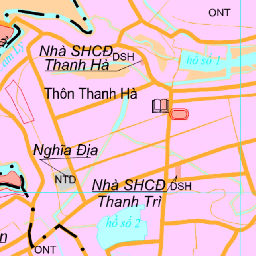 ONT
Nhà SHCĐ DSH
Thanh Hà
hồ số 1
Thôn Thanh Hà
Nghĩa Địa
NTD
Nhà SHCĐ DSH
Thanh Trì
hồ số 2
ONT